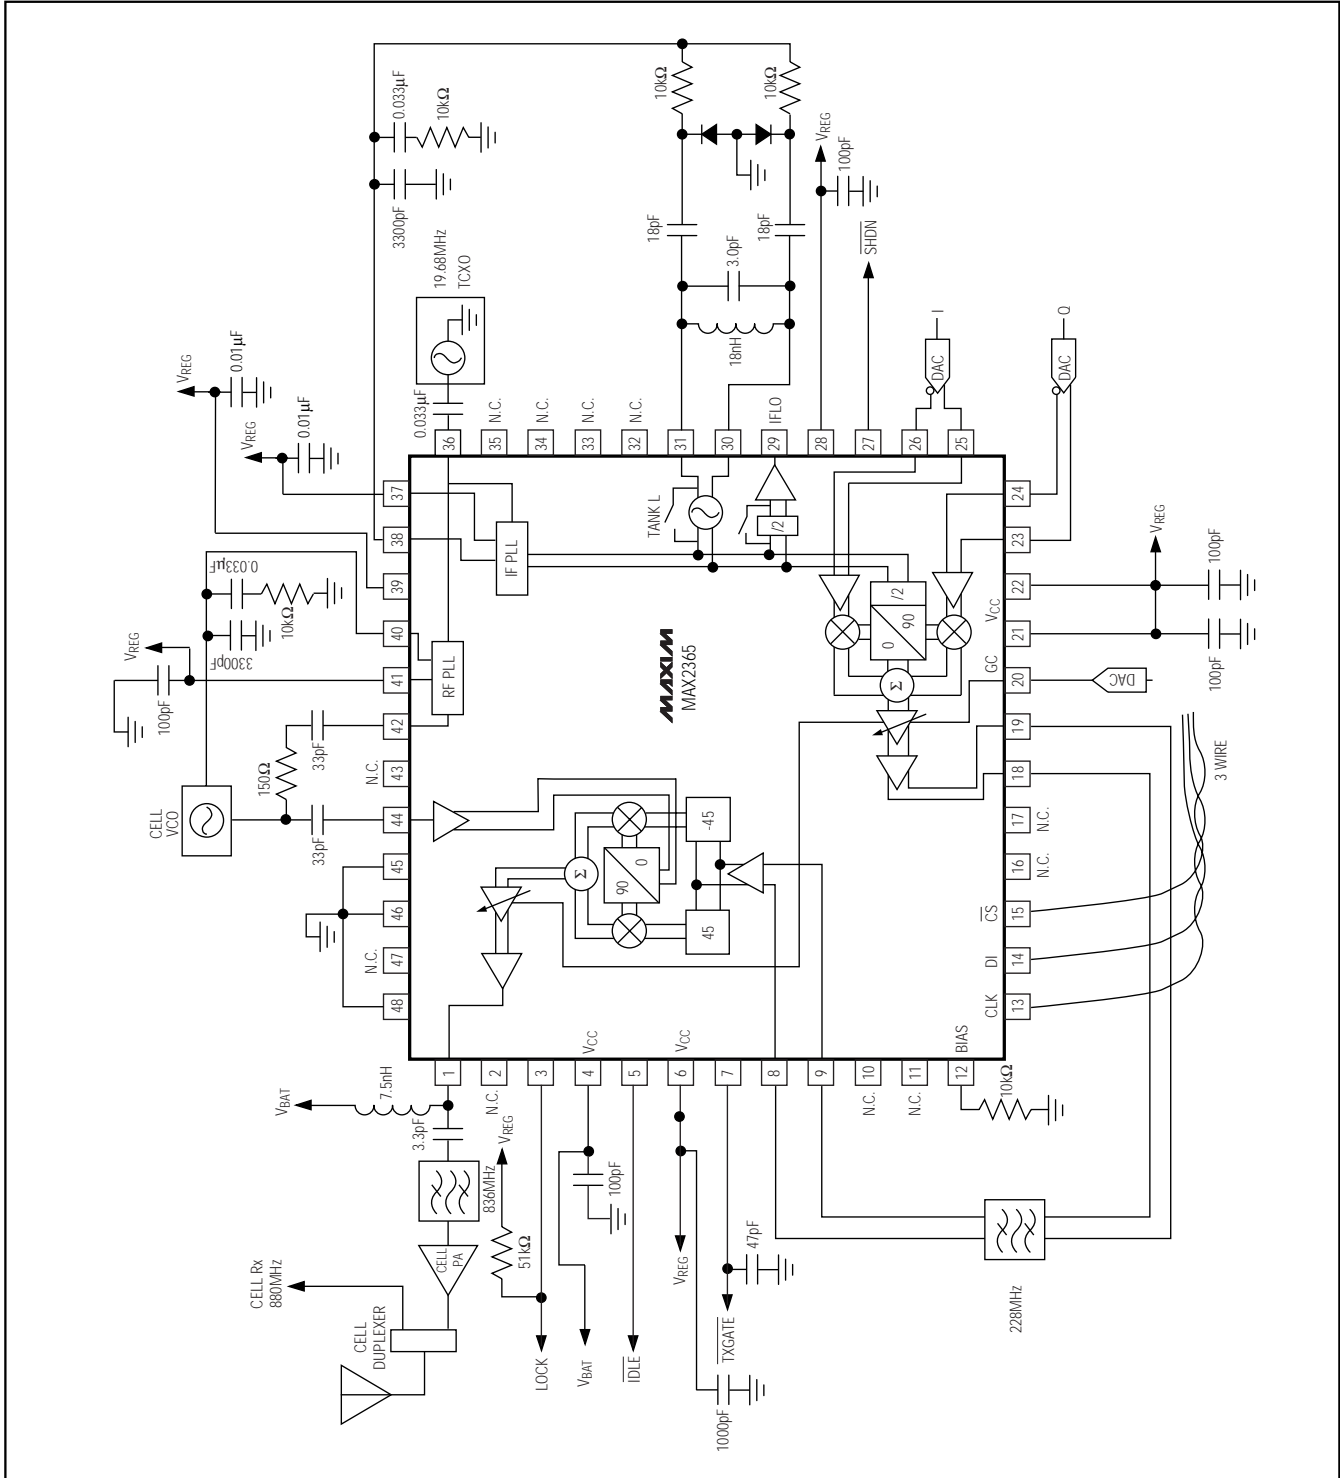 0.033µF
10kΩ
3300pF
19.68MHz
TCXO
0.033µF
VREG
0.01µF
VREG
0.01µF
10kΩ
10kΩ
18pF
18pF
3.0pF
18nH
VREG
100pF
SHDN
I
DAC
Q
DAC
36
35
N.C.
34
N.C.
33
N.C.
32
N.C.
31
30
29
IFLO
28
27
26
25
37
38
39
40
41
42
43
N.C.
44
45
46
47
N.C.
48
0.033µF
10kΩ
3300pF
VREG
100pF
33pF
150Ω
33pF
CELL
VCO
TANK L
/2
IF PLL
RF PLL
MAXIM
MAX2365
/2
0
90
Σ
-45
0
90
Σ
45
24
23
22
21
VCC
20
GC
19
18
17
N.C.
16
N.C.
15
CS
14
DI
13
CLK
VREG
100pF
100pF
DAC
3 WIRE
1
2
N.C.
3
4
VCC
5
6
VCC
7
8
9
10
N.C.
11
N.C.
12
BIAS
10kΩ
VBAT
7.5nH
3.3pF
836MHz
CELL
PA
CELL Rx
880MHz
CELL
DUPLEXER
VREG
51kΩ
LOCK
100pF
VBAT
IDLE
VREG
TXGATE
47pF
1000pF
228MHz